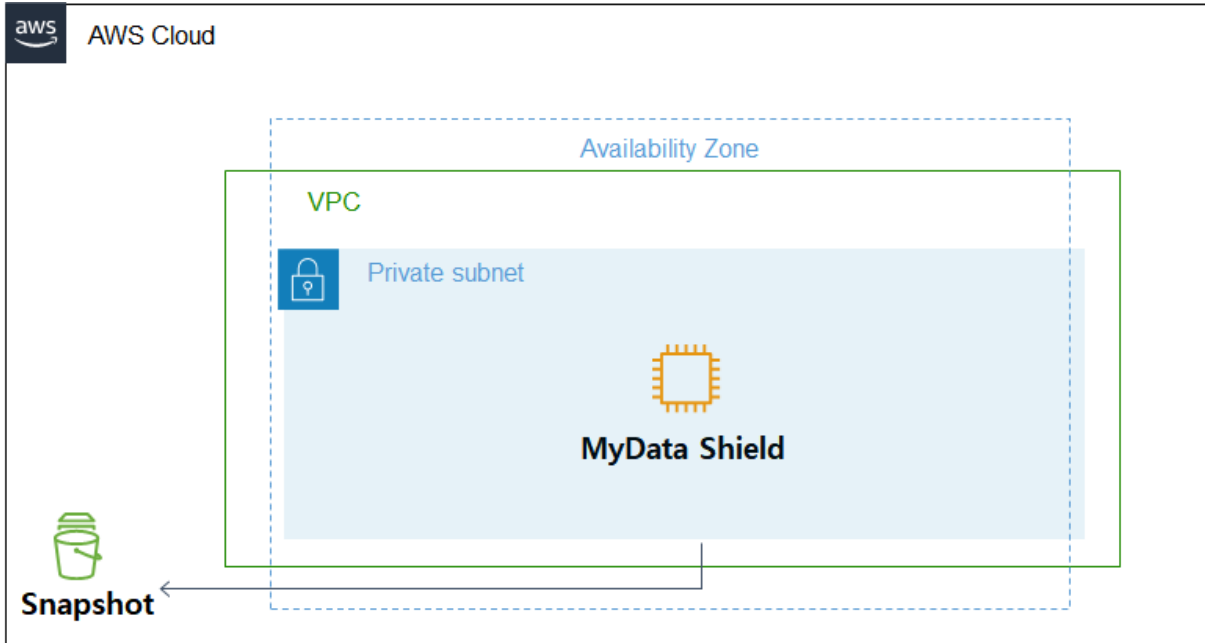 aws
AWS Cloud
Availability Zone
VPC
Private subnet
MyData Shield
Snapshot